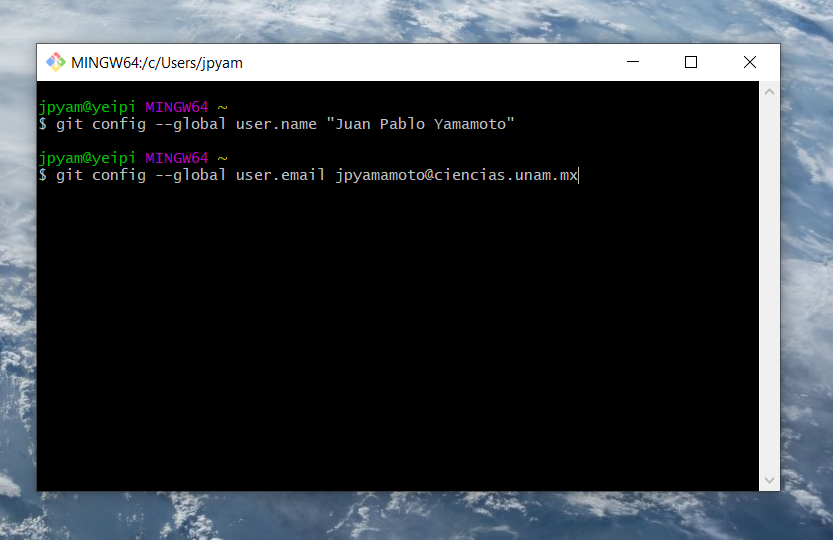 MINGW64:/c/Users/jpyam
jpyam@yeipi MINGW64 ~
$ git config --global user.name "Juan Pablo Yamamoto"
jpyam@yeipi MINGW64 ~
$ git config --global user.email jpyamamoto@ciencias.unam.mx